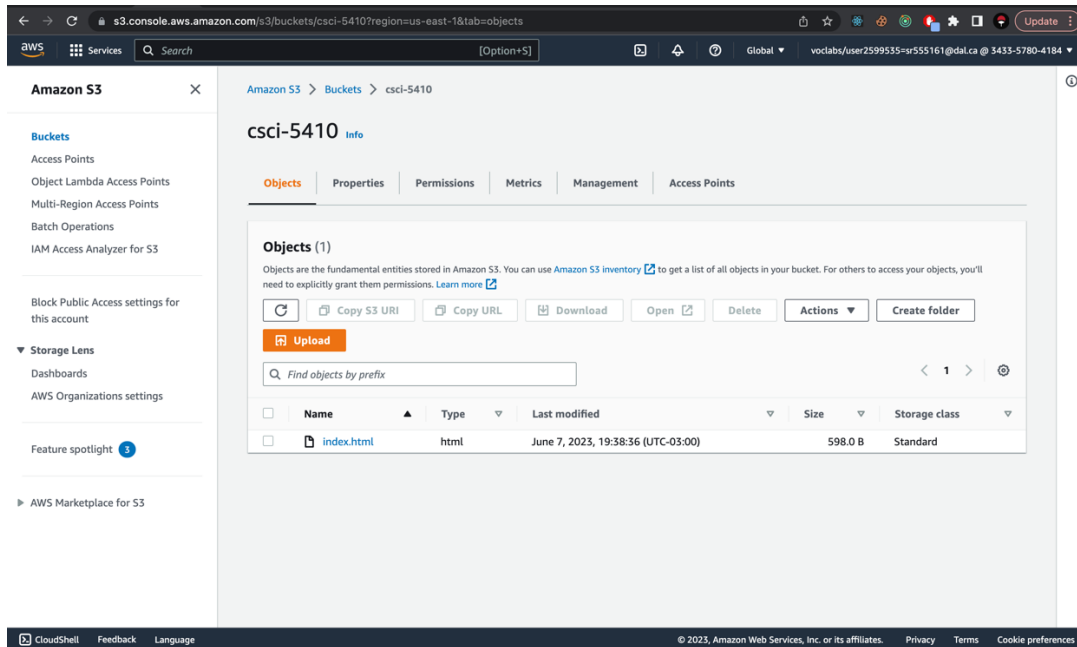 s3.console.aws.amazon.com/s3/buckets/csci-5410?region=us-east-1&tab=objects
Update
aws
Services
Search
[Option+S]
Global
voclabs/user2599535=sr555161@dal.ca @ 3433-5780-4184
Amazon S3
Buckets
Access Points
Object Lambda Access Points
Multi-Region Access Points
Batch Operations
IAM Access Analyzer for S3
Block Public Access settings for
this account
Storage Lens
Dashboards
AWS Organizations settings
Feature spotlight 3
AWS Marketplace for S3
Amazon S3 > Buckets > csci-5410
csci-5410 Info
Objects Properties Permissions Metrics Management Access Points
Objects (1)
Objects are the fundamental entities stored in Amazon S3. You can use Amazon S3 inventory to get a list of all objects in your bucket. For others to access your objects, you'll
need to explicitly grant them permissions. Learn more
Copy S3 URI Copy URL Download Open Delete Actions Create folder
Upload
Find objects by prefix
1
Name Type Last modified Size Storage class
index.html html June 7, 2023, 19:38:36 (UTC-03:00) 598.0 B Standard
CloudShell Feedback Language
© 2023, Amazon Web Services, Inc. or its affiliates. Privacy Terms Cookie preferences